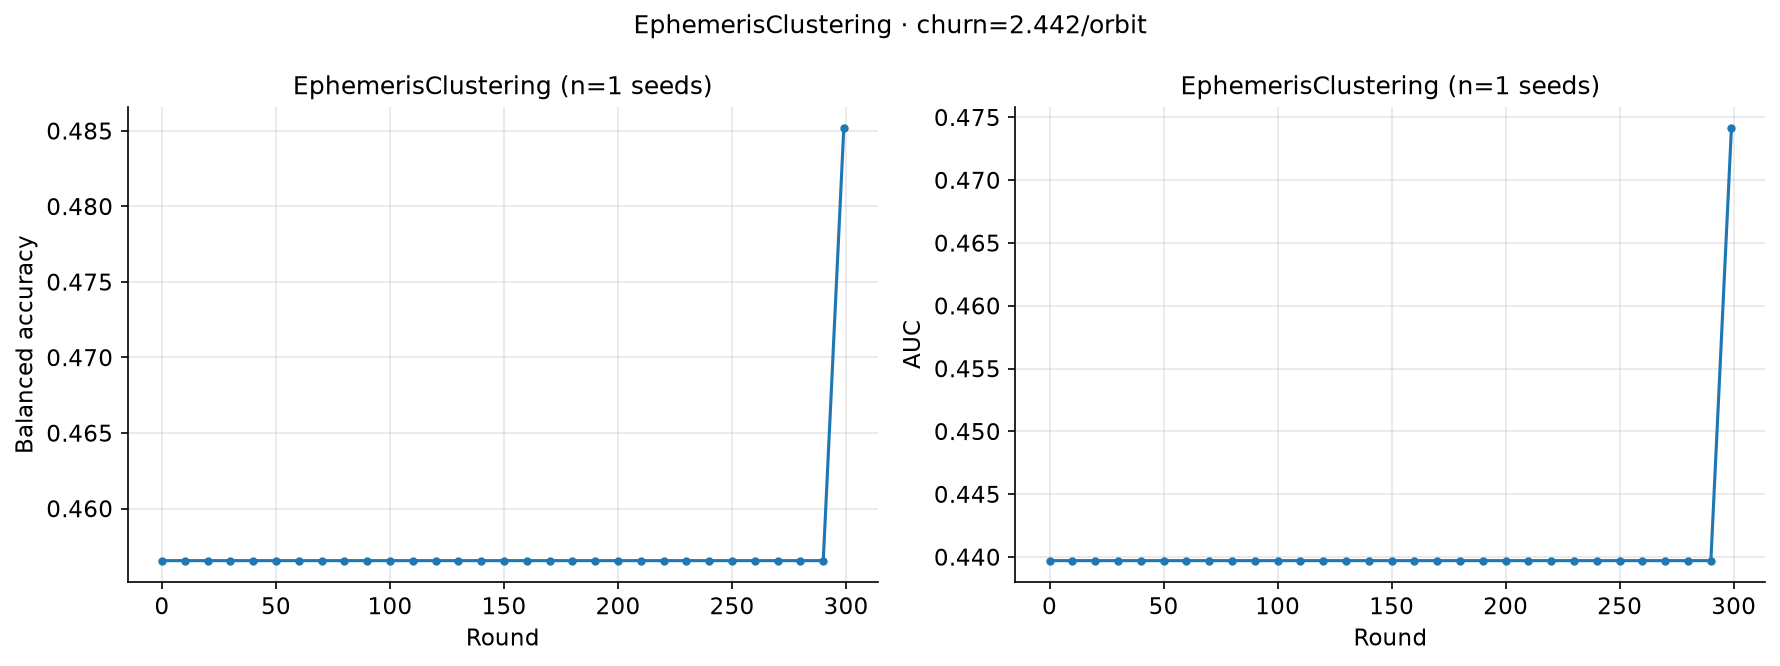 EphemerisClustering · churn=2.442/orbit
EphemerisClustering (n=1 seeds)
Balanced accuracy
0.485
0.480
0.475
0.470
0.465
0.460
0 50 100 150 200 250 300
Round
EphemerisClustering (n=1 seeds)
AUC
0.475
0.470
0.465
0.460
0.455
0.450
0.445
0.440
0 50 100 150 200 250 300
Round